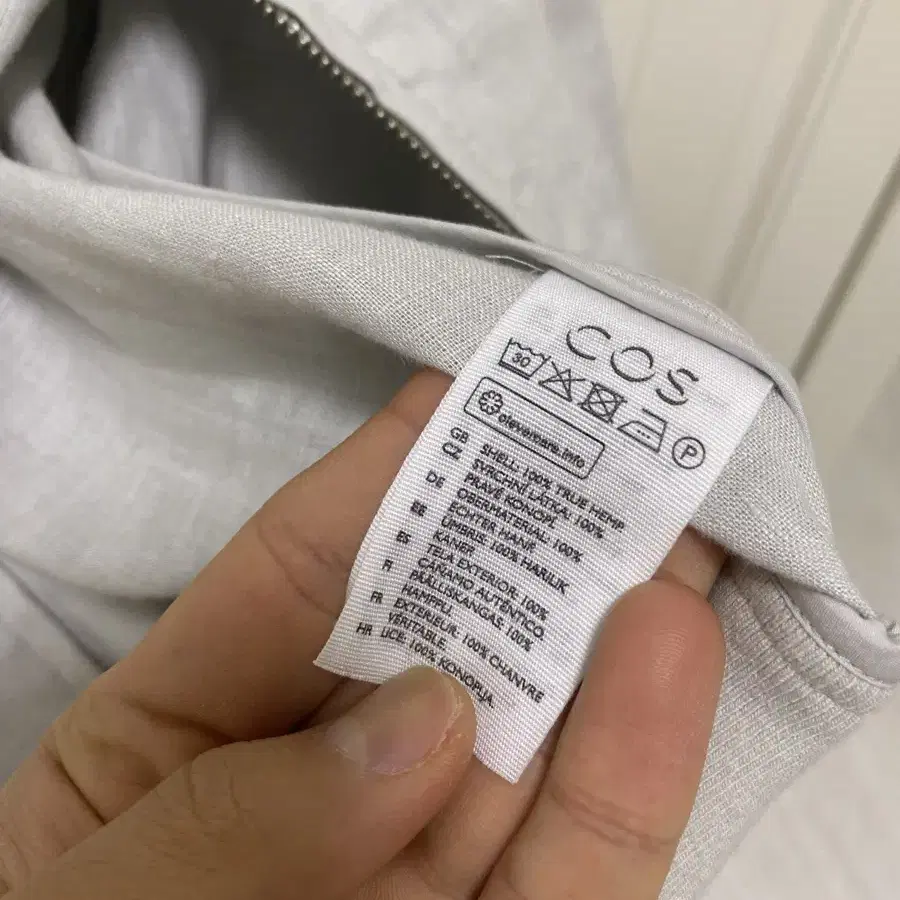 COS
30
P
clevercare.info
GB SHELL: 100% TRUE HEMP
CZ SVRCHNÍ LÁTKA: 100%
PRAVÉ KONOPÍ
DE OBERMATERIAL: 100%
ECHTER HANF
EE ÜMBRIS: 100% HARILIK
KANEP
ES TELA EXTERIOR: 100%
CÁÑAMO AUTÉNTICO.
FI PÄÄLLISKANGAS: 100%
HAMPPU
FR EXTÉRIEUR: 100% CHANVRE
VÉRITABLE.
HR LICE: 100% KONOPLJA.